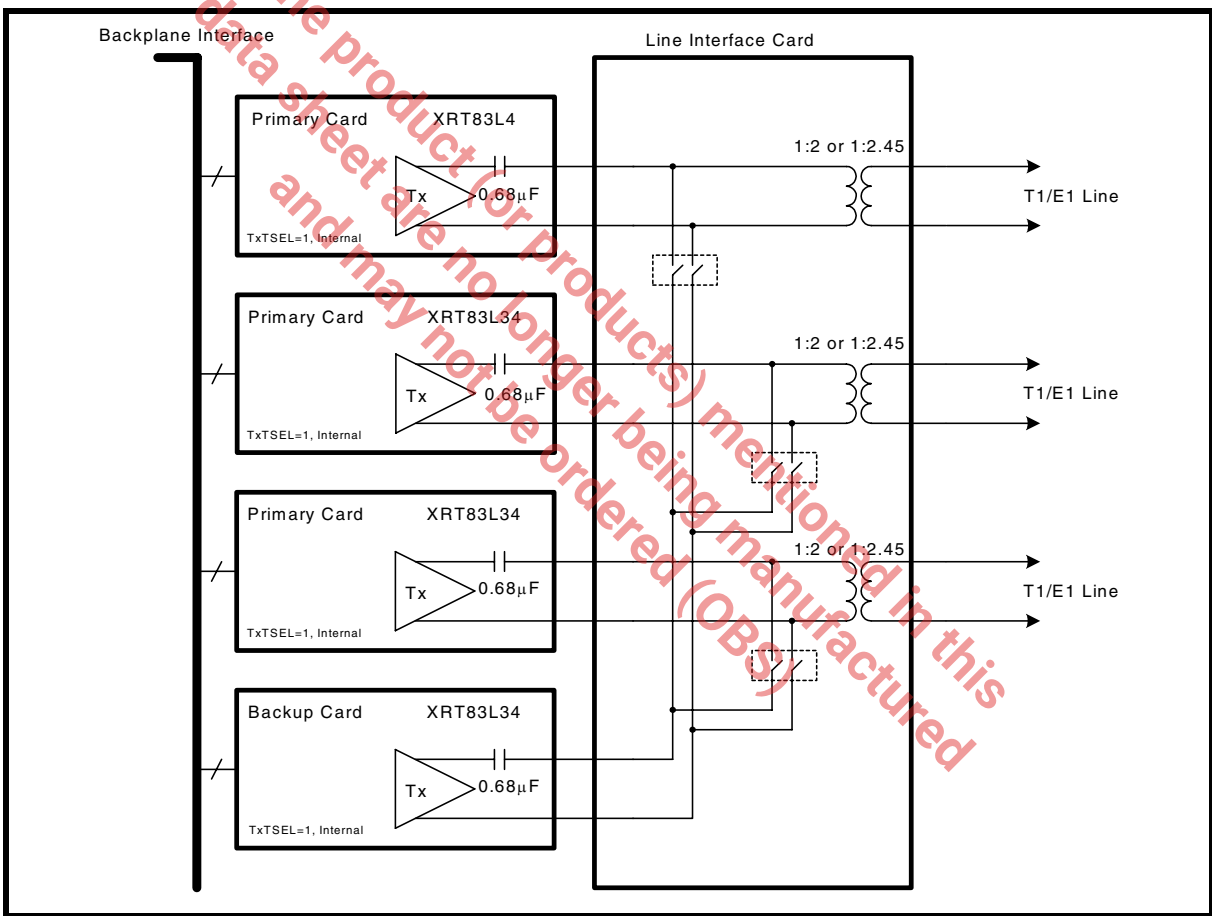 Backplane Interface
Line Interface Card
Primary Card XRT83L4
Tx
0.68μF
TxTSEL=1, Internal
1:2 or 1:2.45
T1/E1 Line
Primary Card XRT83L34
Tx
0.68μF
TxTSEL=1, Internal
1:2 or 1:2.45
T1/E1 Line
Primary Card XRT83L34
Tx
0.68μF
TxTSEL=1, Internal
1:2 or 1:2.45
T1/E1 Line
Backup Card XRT83L34
Tx
0.68μF
TxTSEL=1, Internal
product (or products) mentioned in this
data sheet are no longer being manufactured
and may not be ordered (OBS)